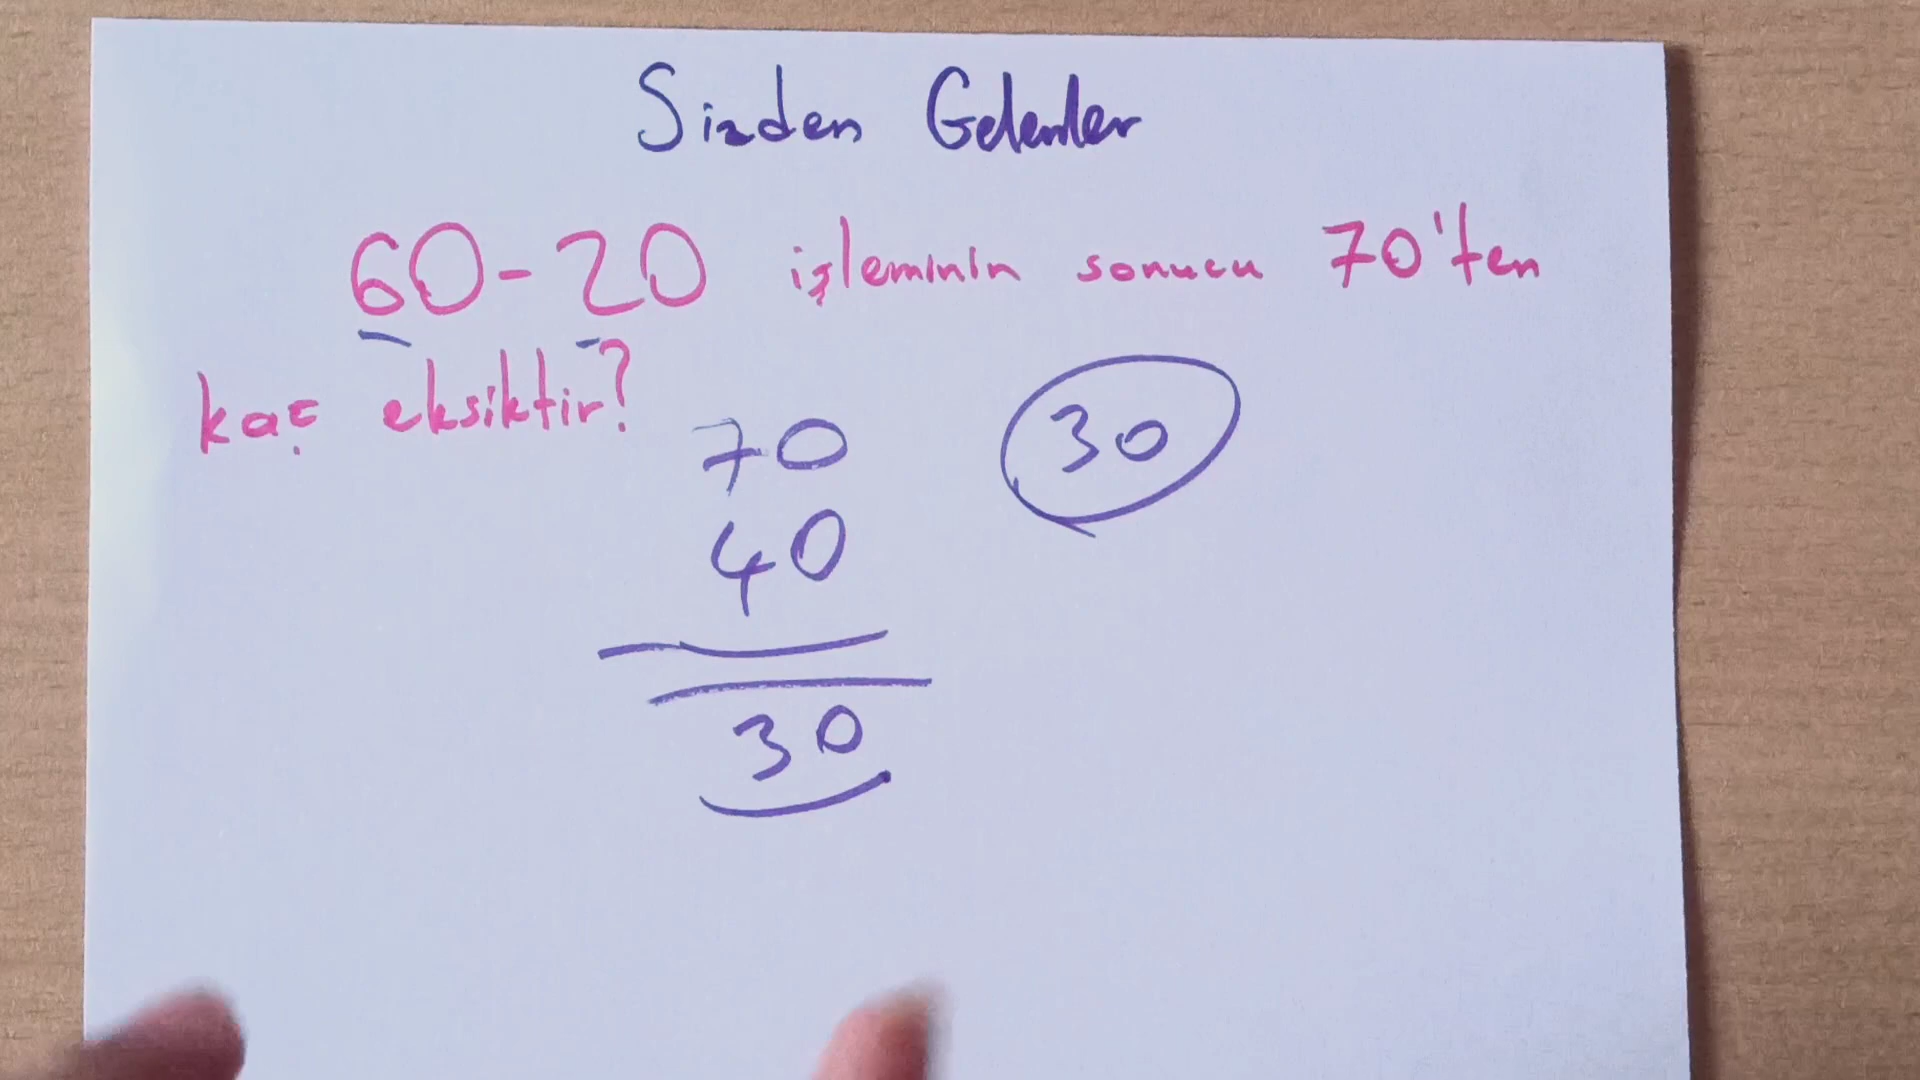 Sizden Gelenler
60-20 işleminin sonucu 70'ten
kaç eksiktir?
70
30
40
30